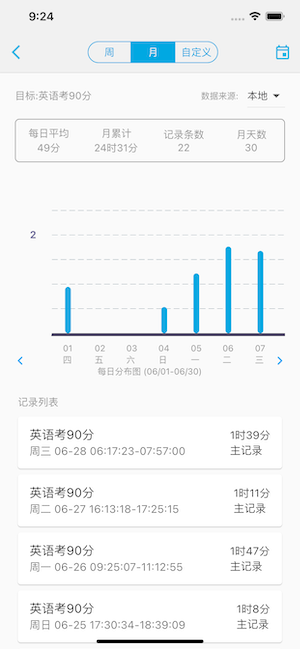 9:24
周 月 自定义
目标:英语考90分 数据来源: 本地
每日平均 月累计 记录条数 月天数
49分 24时31分 22 30
2
01 02 03 04 05 06 07
四 五 六 日 一 二 三
每日分布图 (06/01-06/30)
记录列表
英语考90分 1时39分
周三 06-28 06:17:23-07:57:00 主记录
英语考90分 1时11分
周二 06-27 16:13:18-17:25:15 主记录
英语考90分 1时47分
周一 06-26 09:25:07-11:12:55 主记录
英语考90分 1时8分
周日 06-25 17:30:34-18:39:09 主记录